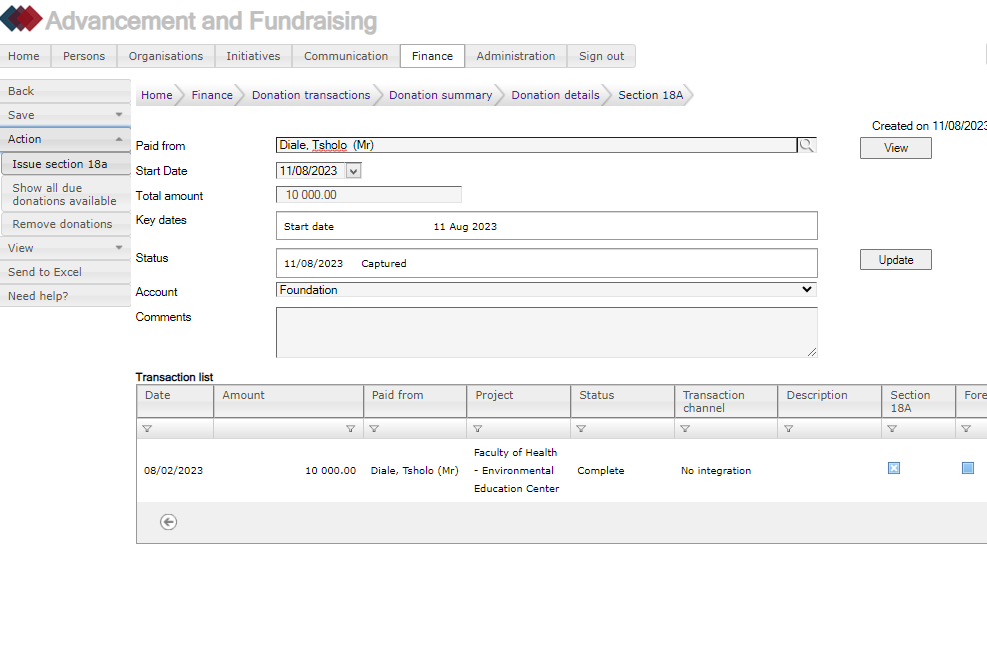 Advancement and Fundraising
Home Persons Organisations Initiatives Communication Finance Administration Sign out
Back
Save
Action
Issue section 18a
Show all due
donations available
Remove donations
View
Send to Excel
Need help?
Home Finance Donation transactions Donation summary Donation details Section 18A
Created on 11/08/2023
Paid from Diale, Tsholo (Mr) View
Start Date 11/08/2023
Total amount 10 000.00
Key dates Start date 11 Aug 2023
Status 11/08/2023 Captured Update
Account Foundation
Comments
Transaction list
Date Amount Paid from Project Status Transaction channel Description Section 18A Fore
08/02/2023 10 000.00 Diale, Tsholo (Mr) Faculty of Health - Environmental Education Center Complete No integration